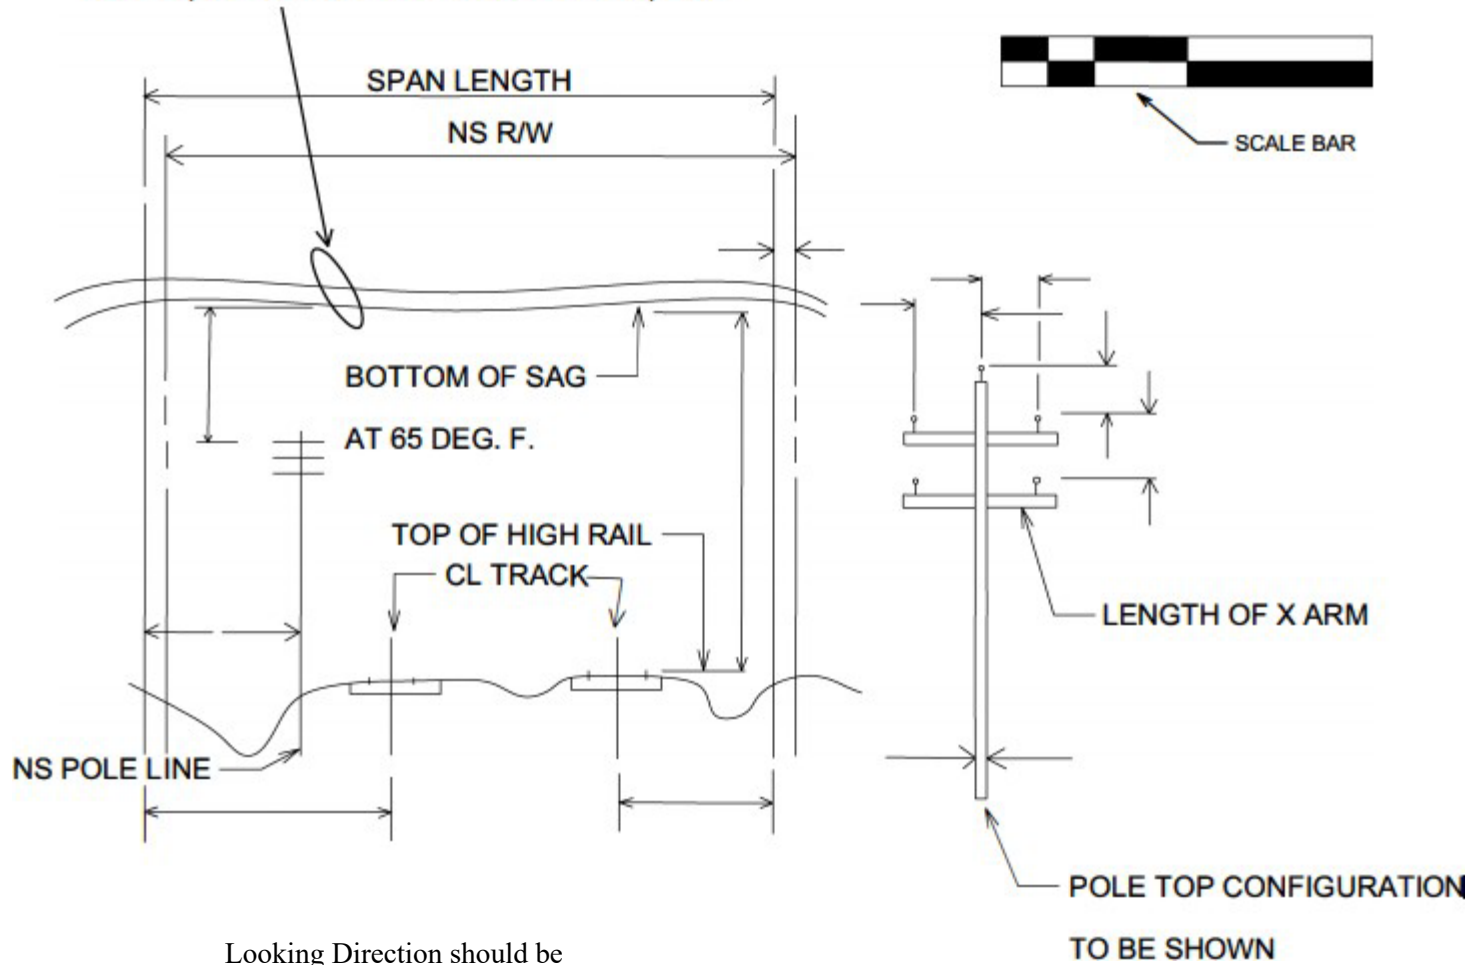 SPAN LENGTH
NS R/W
SCALE BAR
BOTTOM OF SAG
AT 65 DEG. F.
TOP OF HIGH RAIL
CL TRACK
LENGTH OF X ARM
NS POLE LINE
POLE TOP CONFIGURATION
TO BE SHOWN
Looking Direction should be